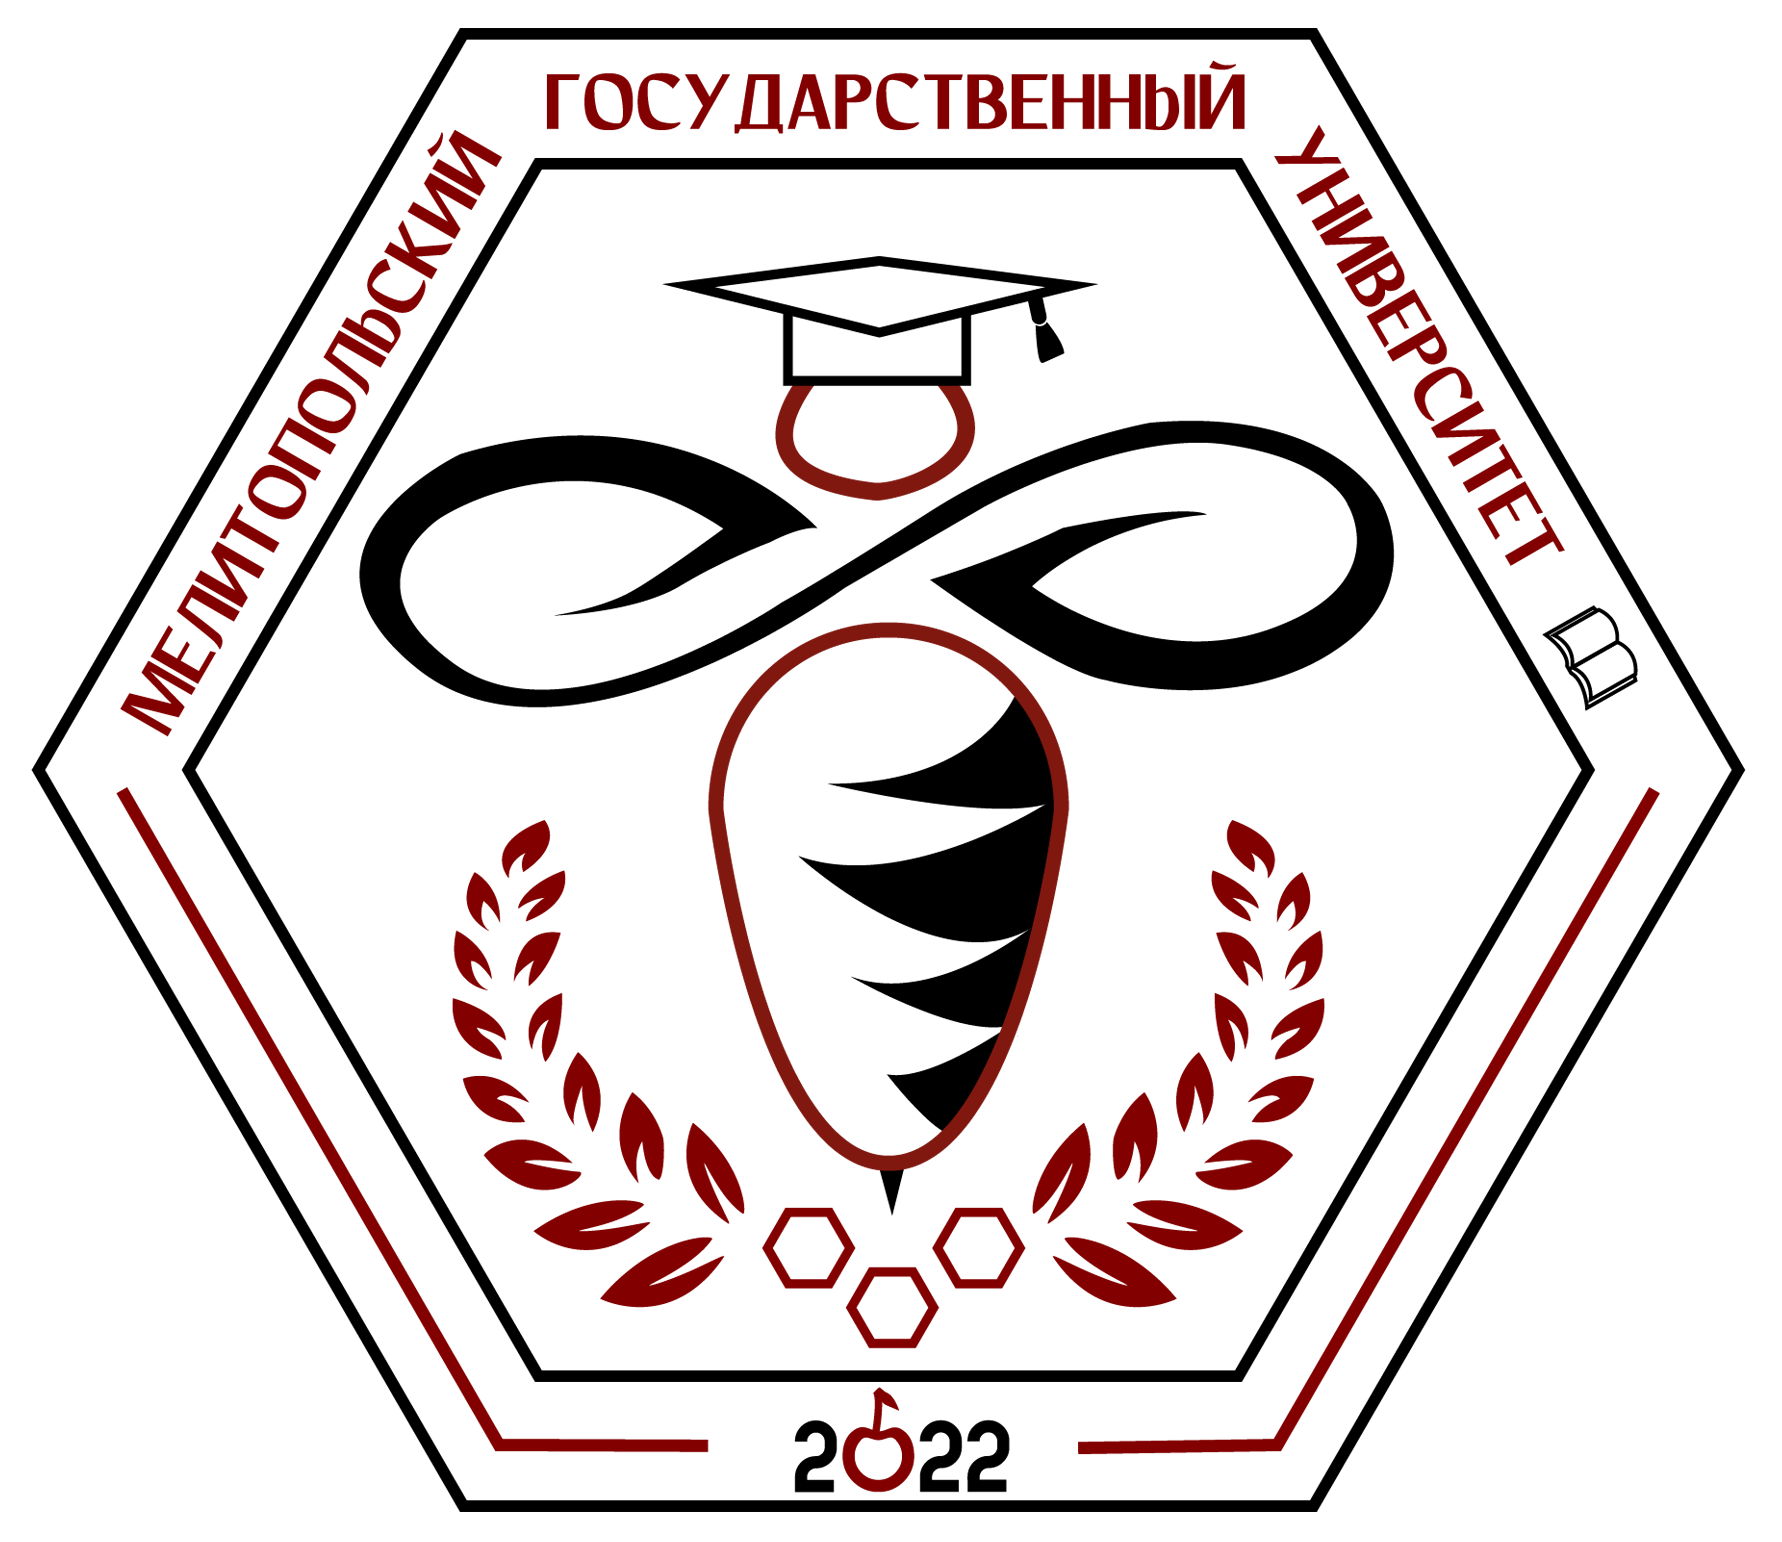 МЕЛИТОПОЛЬСКИЙ
ГОСУДАРСТВЕННЫЙ
УНИВЕРСИТЕТ
2022